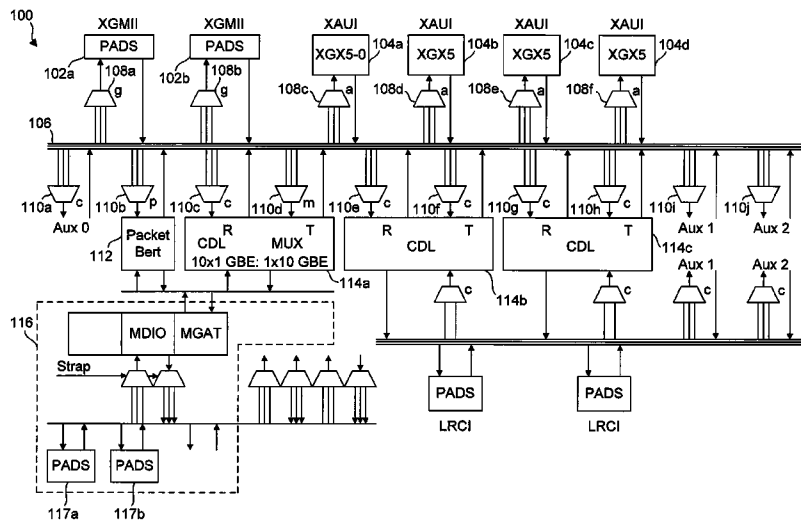 100
XGMII XGMII XAUI XAUI XAUI XAUI
PADS PADS XGX5-0 XGX5 XGX5 XGX5
104a 104b 104c 104d
102a 108a 102b 108b
g g 108c a 108d a 108e a 108f a
106
110a c 110b p 110c c 110d m 110e c 110f c 110g c 110h c 110i c 110j c
Aux 0 Aux 1 Aux 2
112 Packet Bert
R T R T R T
CDL MUX CDL CDL 114c
10x1 GBE: 1x10 GBE
114a 114b
Aux 1 Aux 2
c c c c
116
MDIO MGAT
Strap
PADS PADS
LRCI LRCI
PADS PADS
117a 117b